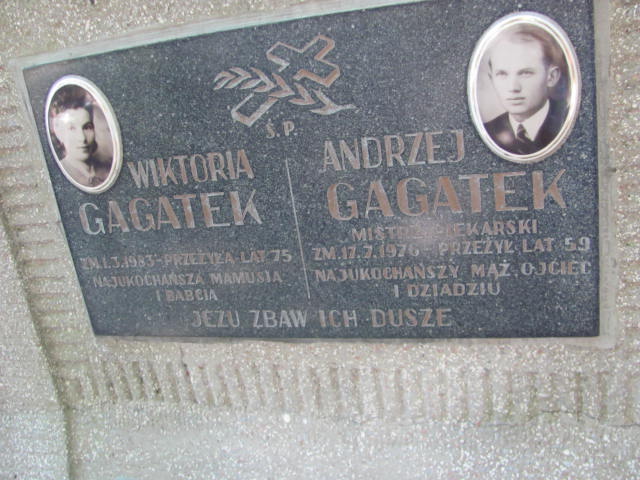 Ś.P.
WIKTORIA
GAGATEK
ZM.1.3.1983-PRZEŻYŁA LAT 75
NAJUKOCHAŃSZA MAMUSIA
I BABCIA
ANDRZEJ
GAGATEK
MISTRZ PIEKARSKI
ZM.17.7.1976-PRZEŻYŁ LAT 59
NAJUKOCHAŃSZY MĄŻ, OJCIEC
I DZIADZIU
JEZU ZBAW ICH DUSZE